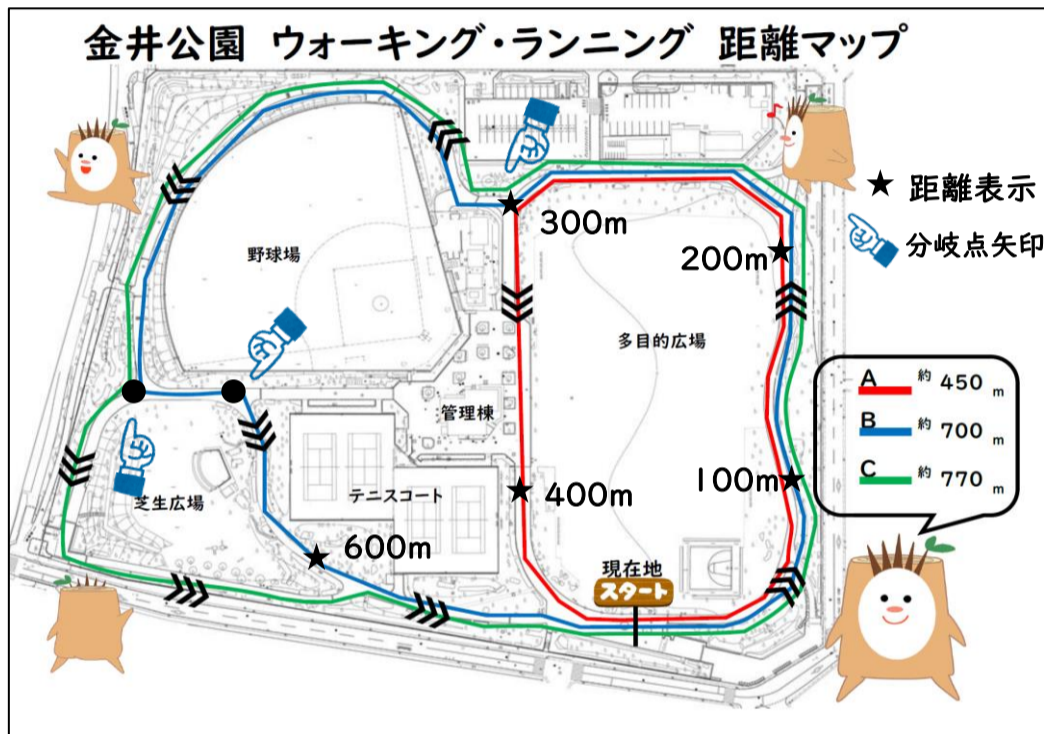 金井公園 ウォーキング・ランニング 距離マップ
★ 距離表示
分岐点矢印
300m
200m
野球場
多目的広場
A 約 450 m
管理棟
B 約 700 m
C 約 770 m
100m
400m
テニスコート
芝生広場
600m
現在地
スタート